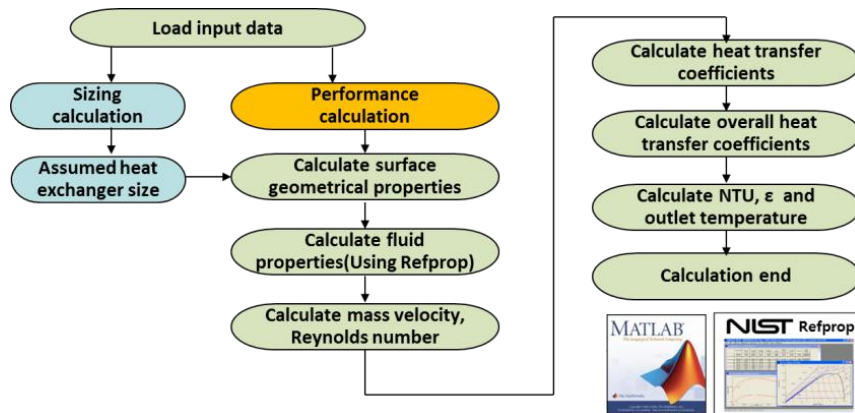 Load input data
Sizing
calculation
Performance
calculation
Assumed heat
exchanger size
Calculate surface
geometrical properties
Calculate fluid
properties(Using Refprop)
Calculate mass velocity,
Reynolds number
Calculate heat transfer
coefficients
Calculate overall heat
transfer coefficients
Calculate NTU, ε and
outlet temperature
Calculation end
MATLAB
NIST Refprop